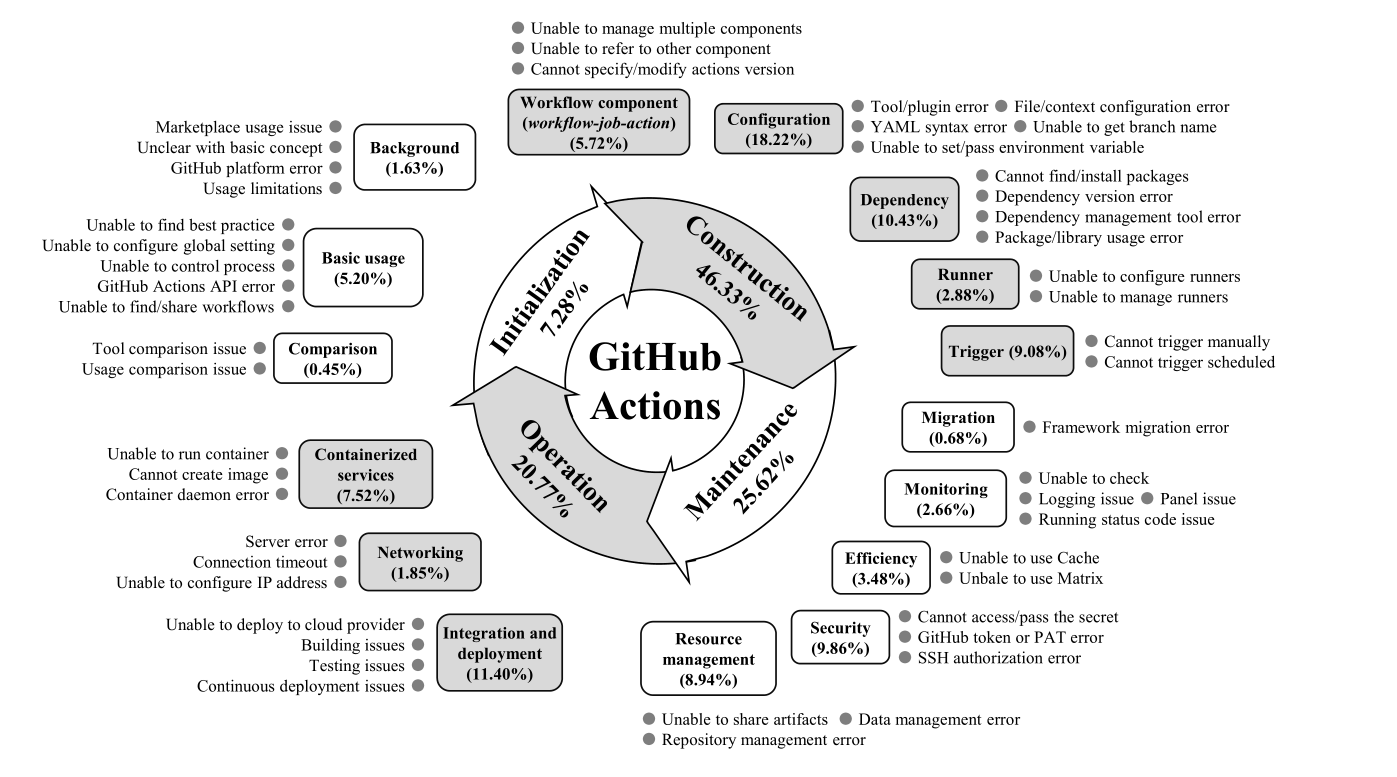 Unable to manage multiple components
Unable to refer to other component
Cannot specify/modify actions version
Workflow component
(workflow-job-action)
(5.72%)
Configuration
(18.22%)
Tool/plugin error File/context configuration error
YAML syntax error Unable to get branch name
Unable to set/pass environment variable
Dependency
(10.43%)
Cannot find/install packages
Dependency version error
Dependency management tool error
Package/library usage error
Runner
(2.88%)
Unable to configure runners
Unable to manage runners
Trigger (9.08%)
Cannot trigger manually
Cannot trigger scheduled
Migration
(0.68%)
Framework migration error
Monitoring
(2.66%)
Unable to check
Logging issue Panel issue
Running status code issue
Efficiency
(3.48%)
Unable to use Cache
Unbale to use Matrix
Security
(9.86%)
Cannot access/pass the secret
GitHub token or PAT error
SSH authorization error
Resource
management
(8.94%)
Unable to share artifacts Data management error
Repository management error
Integration and
deployment
(11.40%)
Unable to deploy to cloud provider
Building issues
Testing issues
Continuous deployment issues
Networking
(1.85%)
Server error
Connection timeout
Unable to configure IP address
Containerized
services
(7.52%)
Unable to run container
Cannot create image
Container daemon error
Comparison
(0.45%)
Tool comparison issue
Usage comparison issue
Basic usage
(5.20%)
Unable to find best practice
Unable to configure global setting
Unable to control process
GitHub Actions API error
Unable to find/share workflows
Background
(1.63%)
Marketplace usage issue
Unclear with basic concept
GitHub platform error
Usage limitations
Initialization
7.28%
Construction
46.33%
Maintenance
25.62%
Operation
20.77%
GitHub
Actions